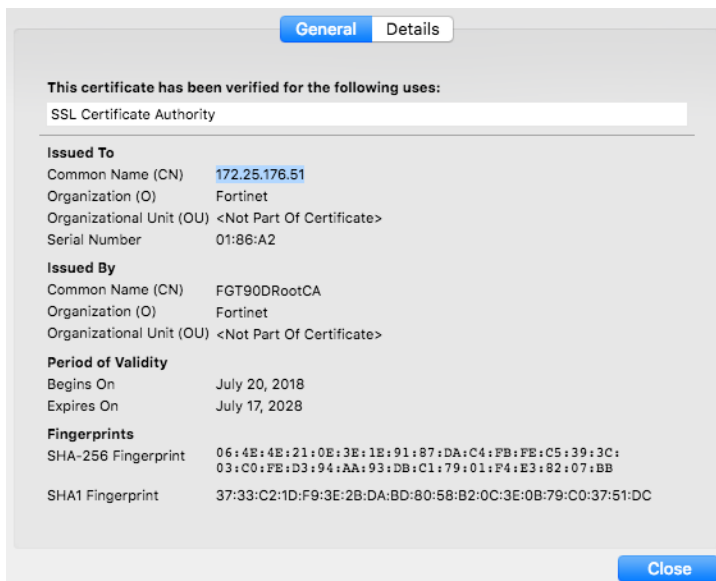 General Details
This certificate has been verified for the following uses:
SSL Certificate Authority
Issued To
Common Name (CN) 172.25.176.51
Organization (O) Fortinet
Organizational Unit (OU) <Not Part Of Certificate>
Serial Number 01:86:A2
Issued By
Common Name (CN) FGT90DRootCA
Organization (O) Fortinet
Organizational Unit (OU) <Not Part Of Certificate>
Period of Validity
Begins On July 20, 2018
Expires On July 17, 2028
Fingerprints
SHA-256 Fingerprint 06:4E:4E:21:0E:3E:1E:91:87:DA:C4:FB:FE:C5:39:3C:
03:C0:FE:D3:94:AA:93:DB:C1:79:01:F4:E3:82:07:BB
SHA1 Fingerprint 37:33:C2:1D:F9:3E:2B:DA:BD:80:58:B2:0C:3E:0B:79:C0:37:51:DC
Close